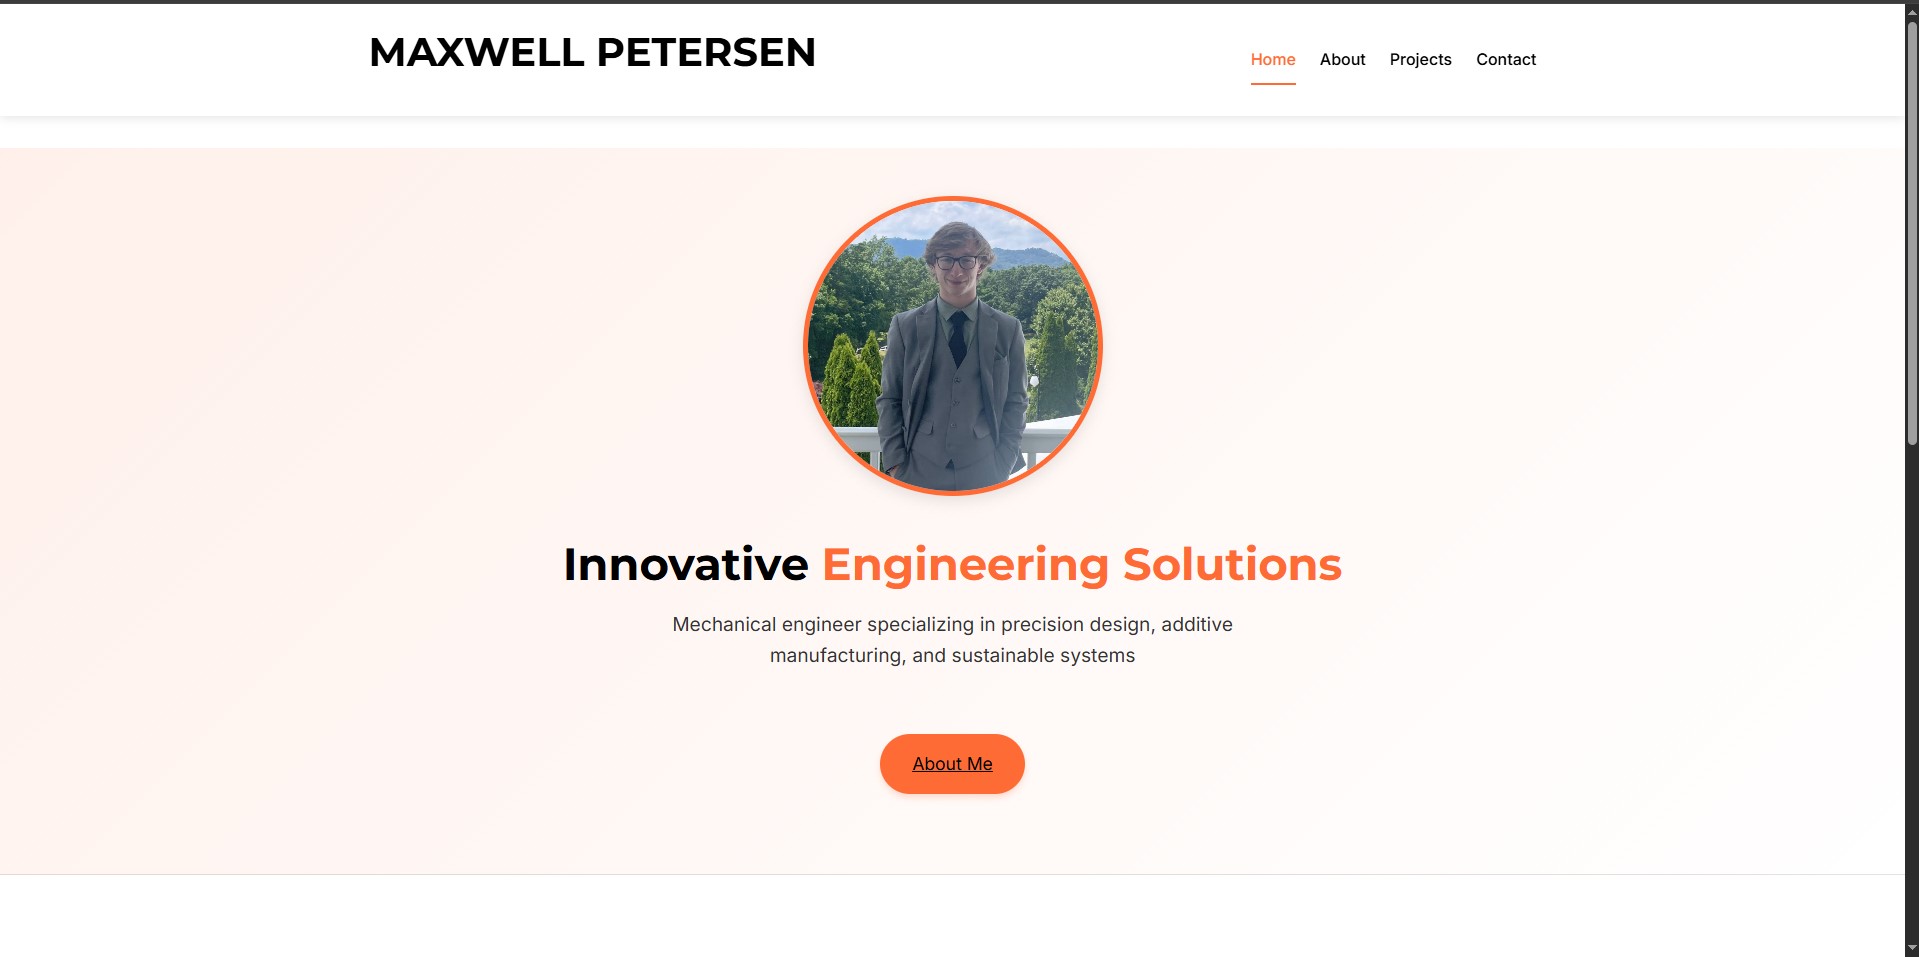 MAXWELL PETERSEN
Home About Projects Contact
Innovative Engineering Solutions
Mechanical engineer specializing in precision design, additive
manufacturing, and sustainable systems
About Me